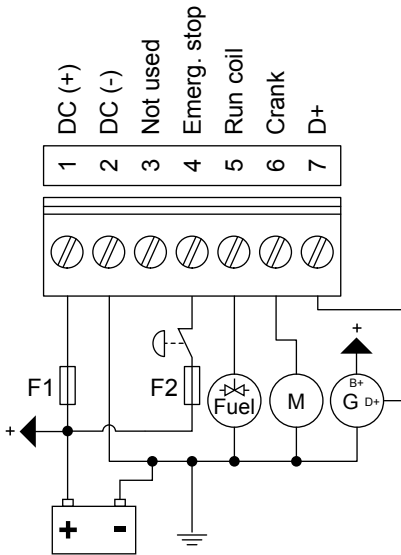 DC (+)
DC (-)
Not used
Emerg. stop
Run coil
Crank
D+
1 2 3 4 5 6 7
F1
F2
Fuel
M
+
B+
G D+
+
+ -